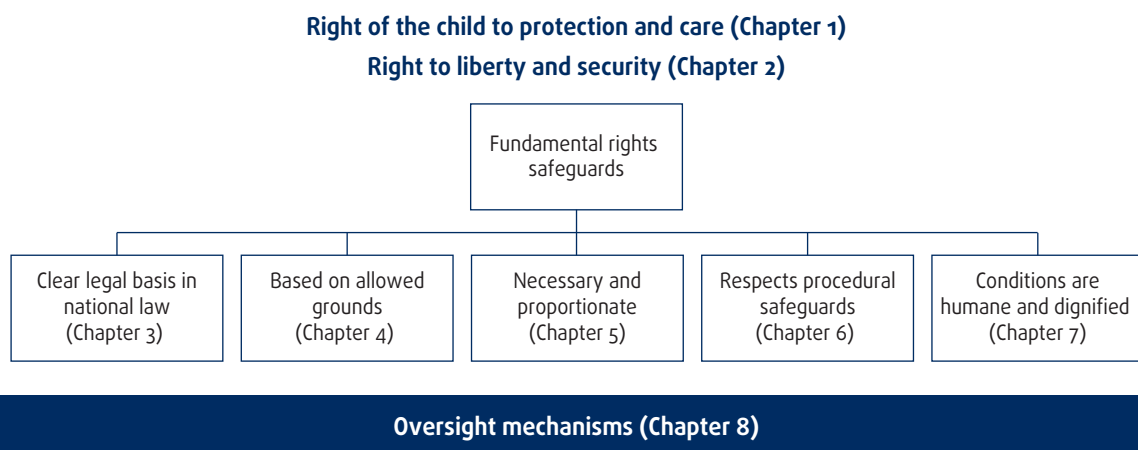 Right of the child to protection and care (Chapter 1)
Right to liberty and security (Chapter 2)
Fundamental rights
safeguards
Clear legal basis in
national law
(Chapter 3)
Based on allowed
grounds
(Chapter 4)
Necessary and
proportionate
(Chapter 5)
Respects procedural
safeguards
(Chapter 6)
Conditions are
humane and dignified
(Chapter 7)
Oversight mechanisms (Chapter 8)